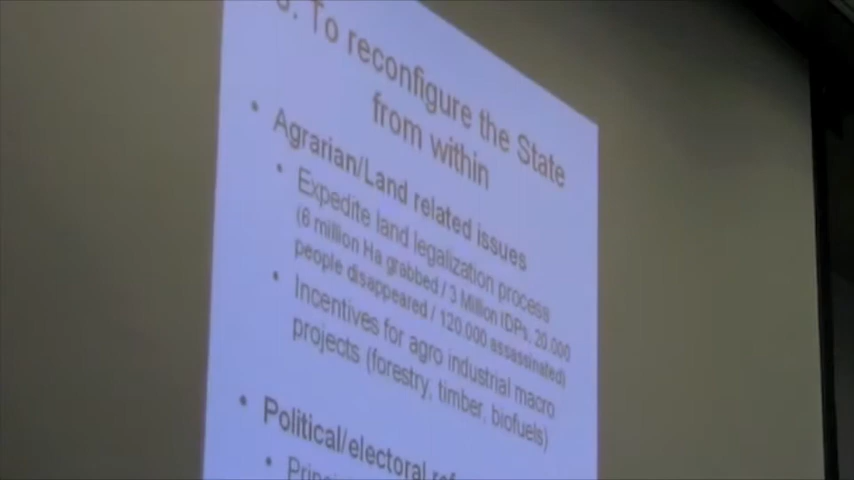 . To reconfigure the State
from within
• Agrarian/Land related issues
• Expedite land legalization process
(6 million Ha grabbed / 3 Million IDPs, 20.000
people disappeared / 120.000 assassinated)
• Incentives for agro industrial macro
projects (forestry, timber, biofuels)
• Political/electoral
•